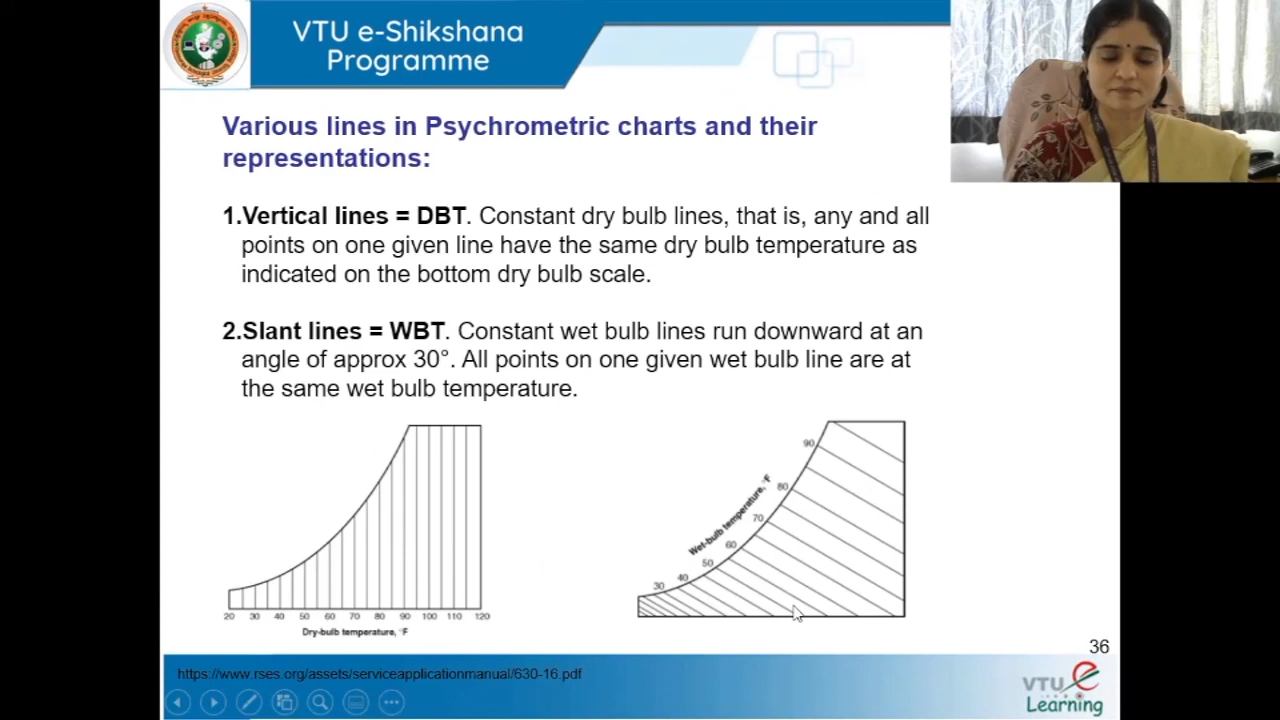 VTU e-Shikshana
Programme
Various lines in Psychrometric charts and their
representations:
1.Vertical lines = DBT. Constant dry bulb lines, that is, any and all
points on one given line have the same dry bulb temperature as
indicated on the bottom dry bulb scale.
2.Slant lines = WBT. Constant wet bulb lines run downward at an
angle of approx 30°. All points on one given wet bulb line are at
the same wet bulb temperature.
20 30 40 50 60 70 80 90 100 110 120
Dry-bulb temperature, °F
90
80
70
60
50
40
30
Wet-bulb temperature, °F
36
https://www.rses.org/assets/serviceapplicationmanual/630-16.pdf
VTU e
Learning